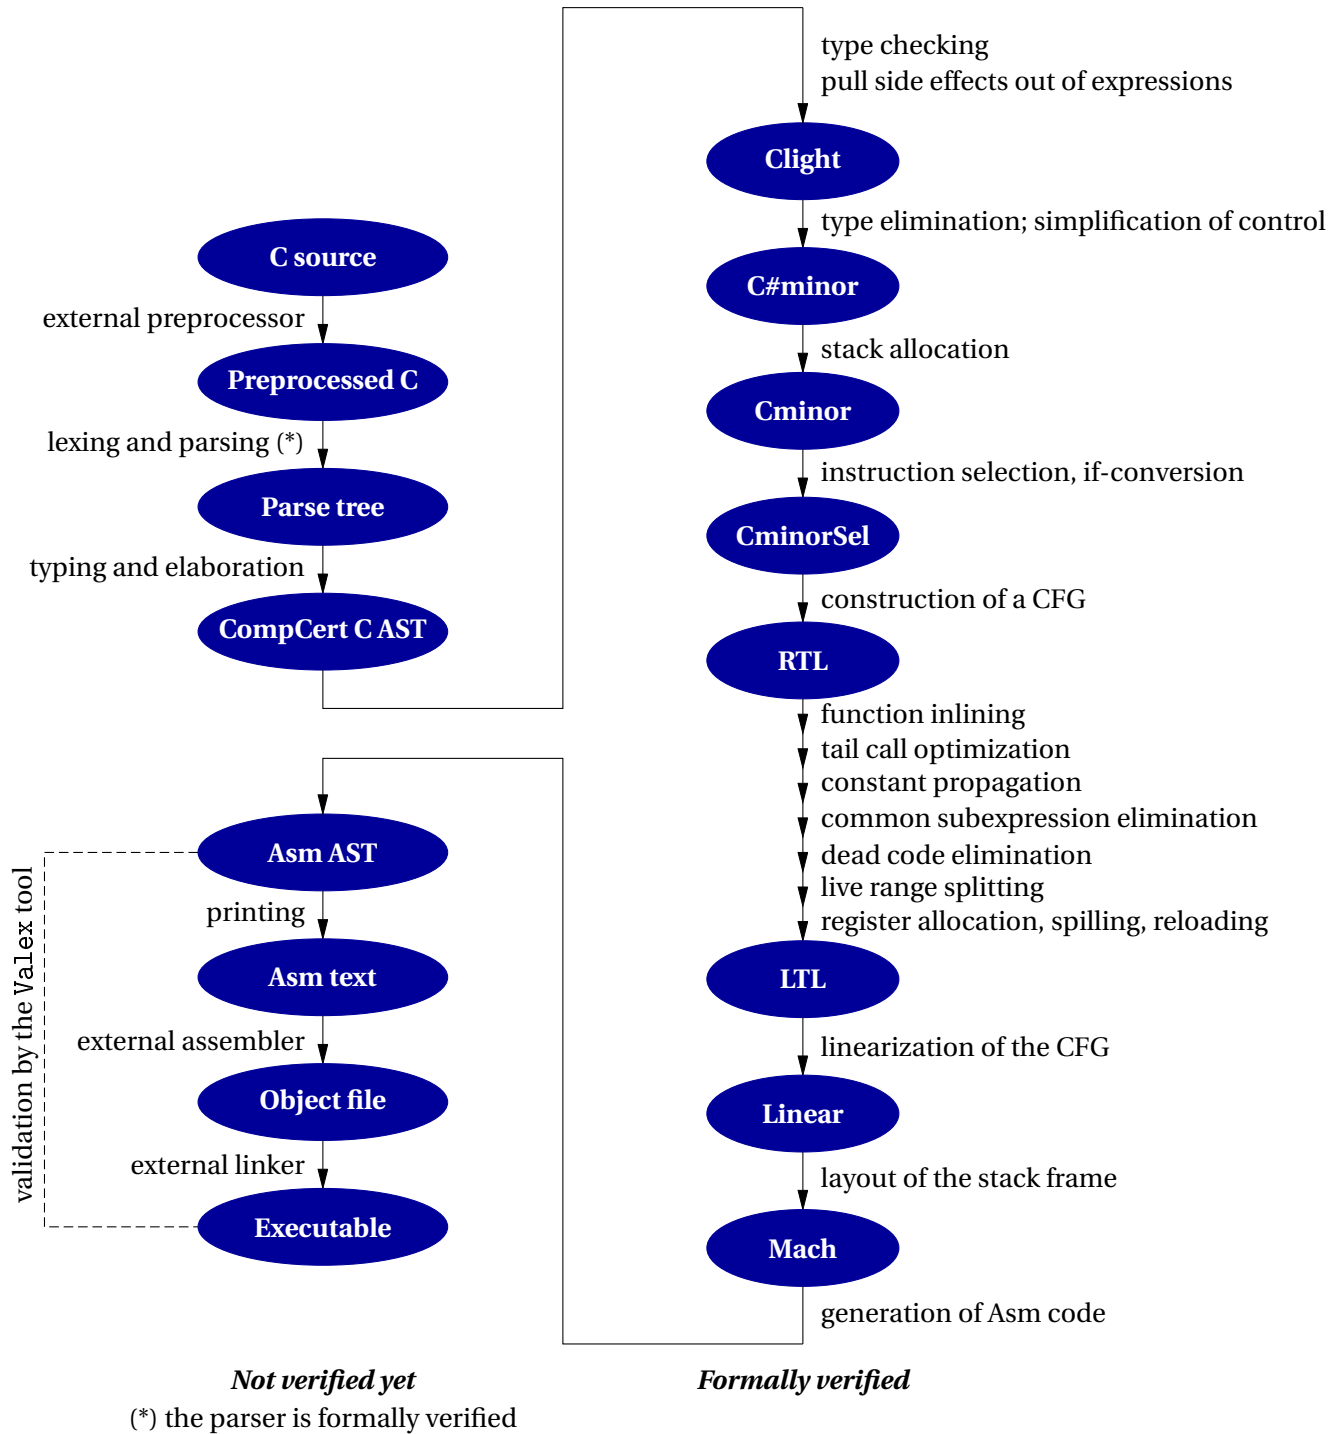 C source
external preprocessor
Preprocessed C
lexing and parsing (*)
Parse tree
typing and elaboration
CompCert C AST
type checking
pull side effects out of expressions
Clight
type elimination; simplification of control
C#minor
stack allocation
Cminor
instruction selection, if-conversion
CminorSel
construction of a CFG
RTL
function inlining
tail call optimization
constant propagation
common subexpression elimination
dead code elimination
live range splitting
register allocation, spilling, reloading
LTL
linearization of the CFG
Linear
layout of the stack frame
Mach
generation of Asm code
Asm AST
printing
Asm text
external assembler
Object file
external linker
Executable
validation by the Valex tool
Not verified yet
(*) the parser is formally verified
Formally verified